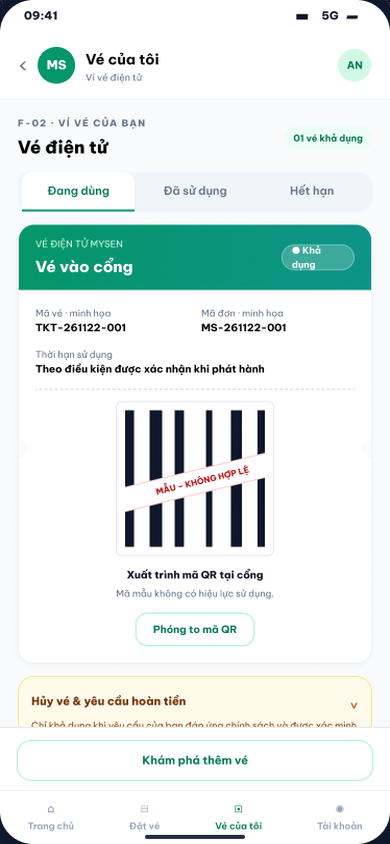 09:41
5G
MS
Vé của tôi
Ví vé điện tử
AN
F-02 · VÍ VÉ CỦA BẠN
Vé điện tử
01 vé khả dụng
Đang dùng
Đã sử dụng
Hết hạn
VÉ ĐIỆN TỬ MYSEN
Vé vào cổng
Khả
dụng
Mã vé · minh họa
TKT-261122-001
Mã đơn · minh họa
MS-261122-001
Thời hạn sử dụng
Theo điều kiện được xác nhận khi phát hành
MẪU – KHÔNG HỢP LỆ
Xuất trình mã QR tại cổng
Mã mẫu không có hiệu lực sử dụng.
Phóng to mã QR
Hủy vé & yêu cầu hoàn tiền
Chỉ khả dụng khi yêu cầu của bạn đáp ứng chính sách và được xác minh
Khám phá thêm vé
Trang chủ
Đặt vé
Vé của tôi
Tài khoản